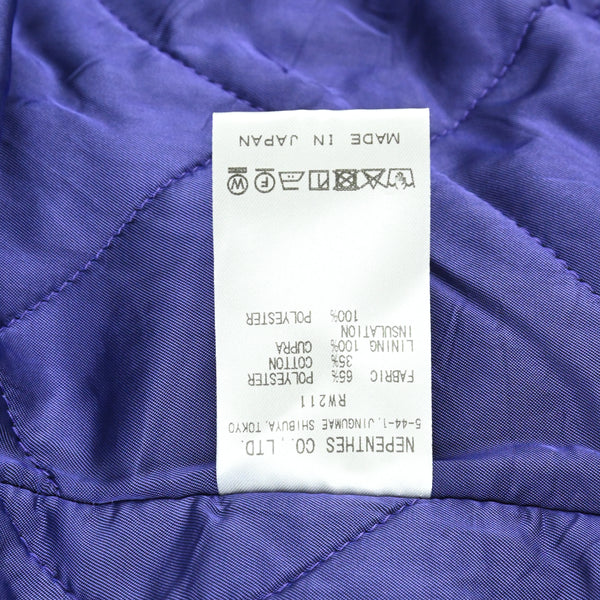 NEPENTHES CO., LTD.
5-44-1, JINGUMAE SHIBUYA, TOKYO
RW211
FABRIC 65% POLYESTER
35% COTTON
LINING 100% CUPRA
INSULATION
100% POLYESTER
W F
MADE IN JAPAN